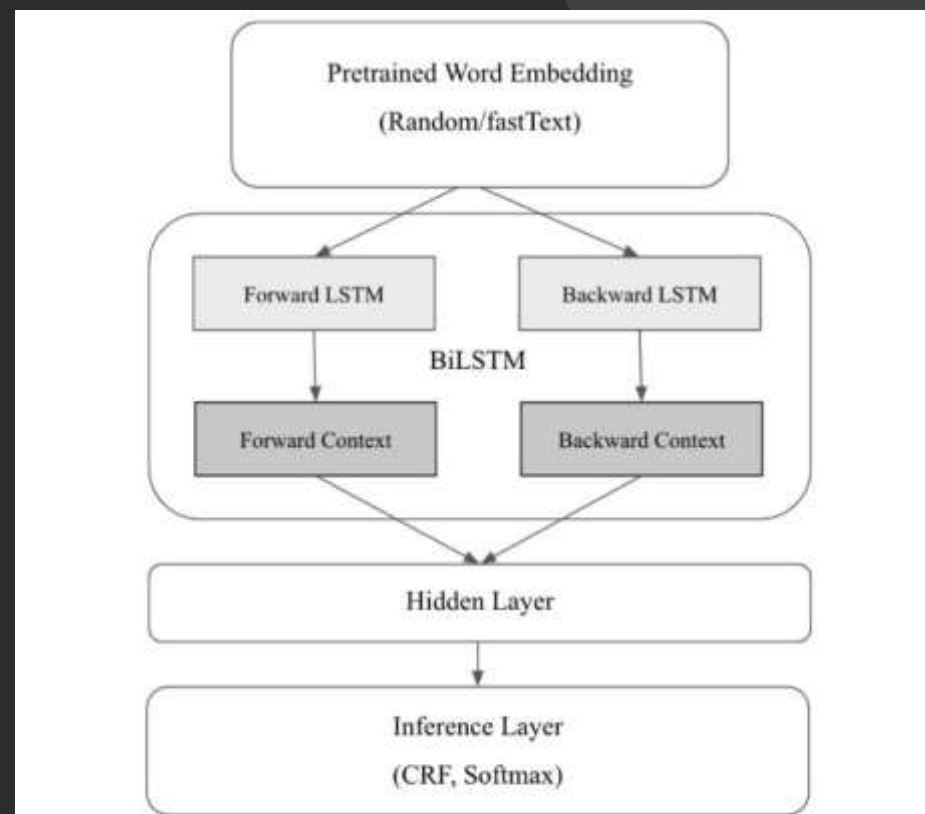 Pretrained Word Embedding
(Random/fastText)
Forward LSTM
Backward LSTM
BiLSTM
Forward Context
Backward Context
Hidden Layer
Inference Layer
(CRF, Softmax)